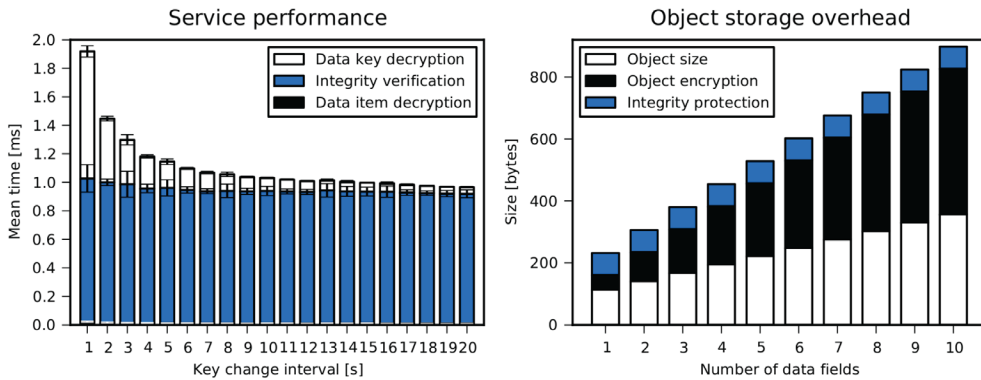 Service performance
2.0
1.8
1.6
1.4
1.2
1.0
0.8
0.6
0.4
0.2
0.0
Mean time [ms]
Data key decryption
Integrity verification
Data item decryption
1 2 3 4 5 6 7 8 9 10 11 12 13 14 15 16 17 18 19 20
Key change interval [s]
Object storage overhead
800
600
400
200
0
Size [bytes]
Object size
Object encryption
Integrity protection
1 2 3 4 5 6 7 8 9 10
Number of data fields